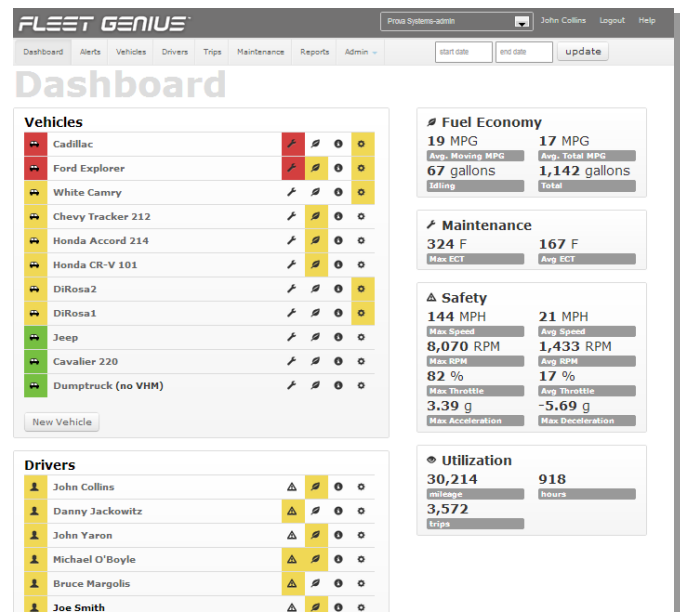 FLEET GENIUS
Prova Systems-admin
John Collins Logout Help
Dashboard Alerts Vehicles Drivers Trips Maintenance Reports Admin
start date end date update
Dashboard
Vehicles
Cadillac
Ford Explorer
White Camry
Chevy Tracker 212
Honda Accord 214
Honda CR-V 101
DiRosa2
DiRosa1
Jeep
Cavalier 220
Dumptruck (no VHM)
New Vehicle
Drivers
John Collins
Danny Jackowitz
John Yaron
Michael O'Boyle
Bruce Margolis
Joe Smith
Fuel Economy
19 MPG 17 MPG
Avg. Moving MPG Avg. Total MPG
67 gallons 1,142 gallons
Idling Total
Maintenance
324 F 167 F
Max ECT Avg ECT
Safety
144 MPH 21 MPH
Max Speed Avg Speed
8,070 RPM 1,433 RPM
Max RPM Avg RPM
82 % 17 %
Max Throttle Avg Throttle
3.39 g -5.69 g
Max Acceleration Max Deceleration
Utilization
30,214 918
mileage hours
3,572
trips